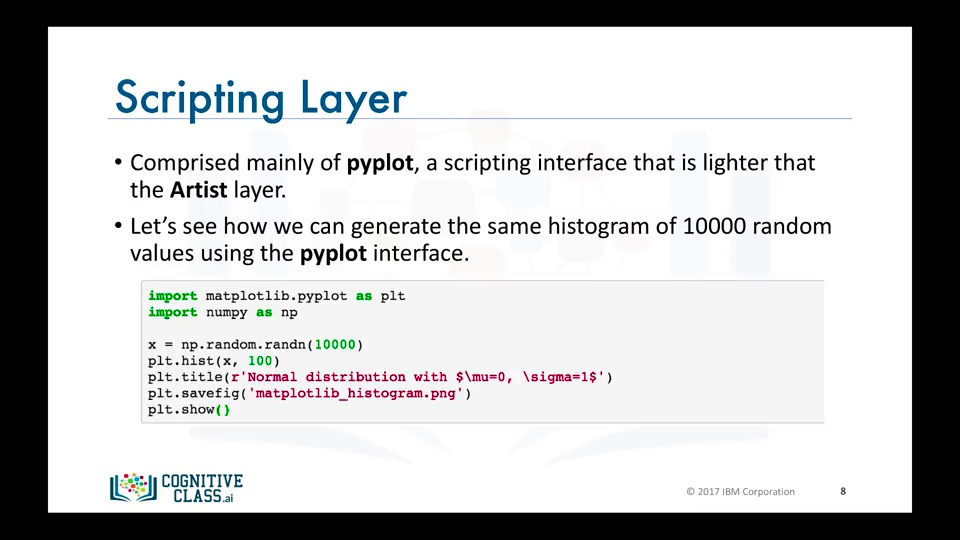 Scripting Layer
• Comprised mainly of pyplot, a scripting interface that is lighter that
the Artist layer.
• Let’s see how we can generate the same histogram of 10000 random
values using the pyplot interface.
import matplotlib.pyplot as plt
import numpy as np
x = np.random.randn(10000)
plt.hist(x, 100)
plt.title(r'Normal distribution with $\mu=0, \sigma=1$')
plt.savefig('matplotlib_histogram.png')
plt.show()
COGNITIVE
CLASS.ai
© 2017 IBM Corporation
8